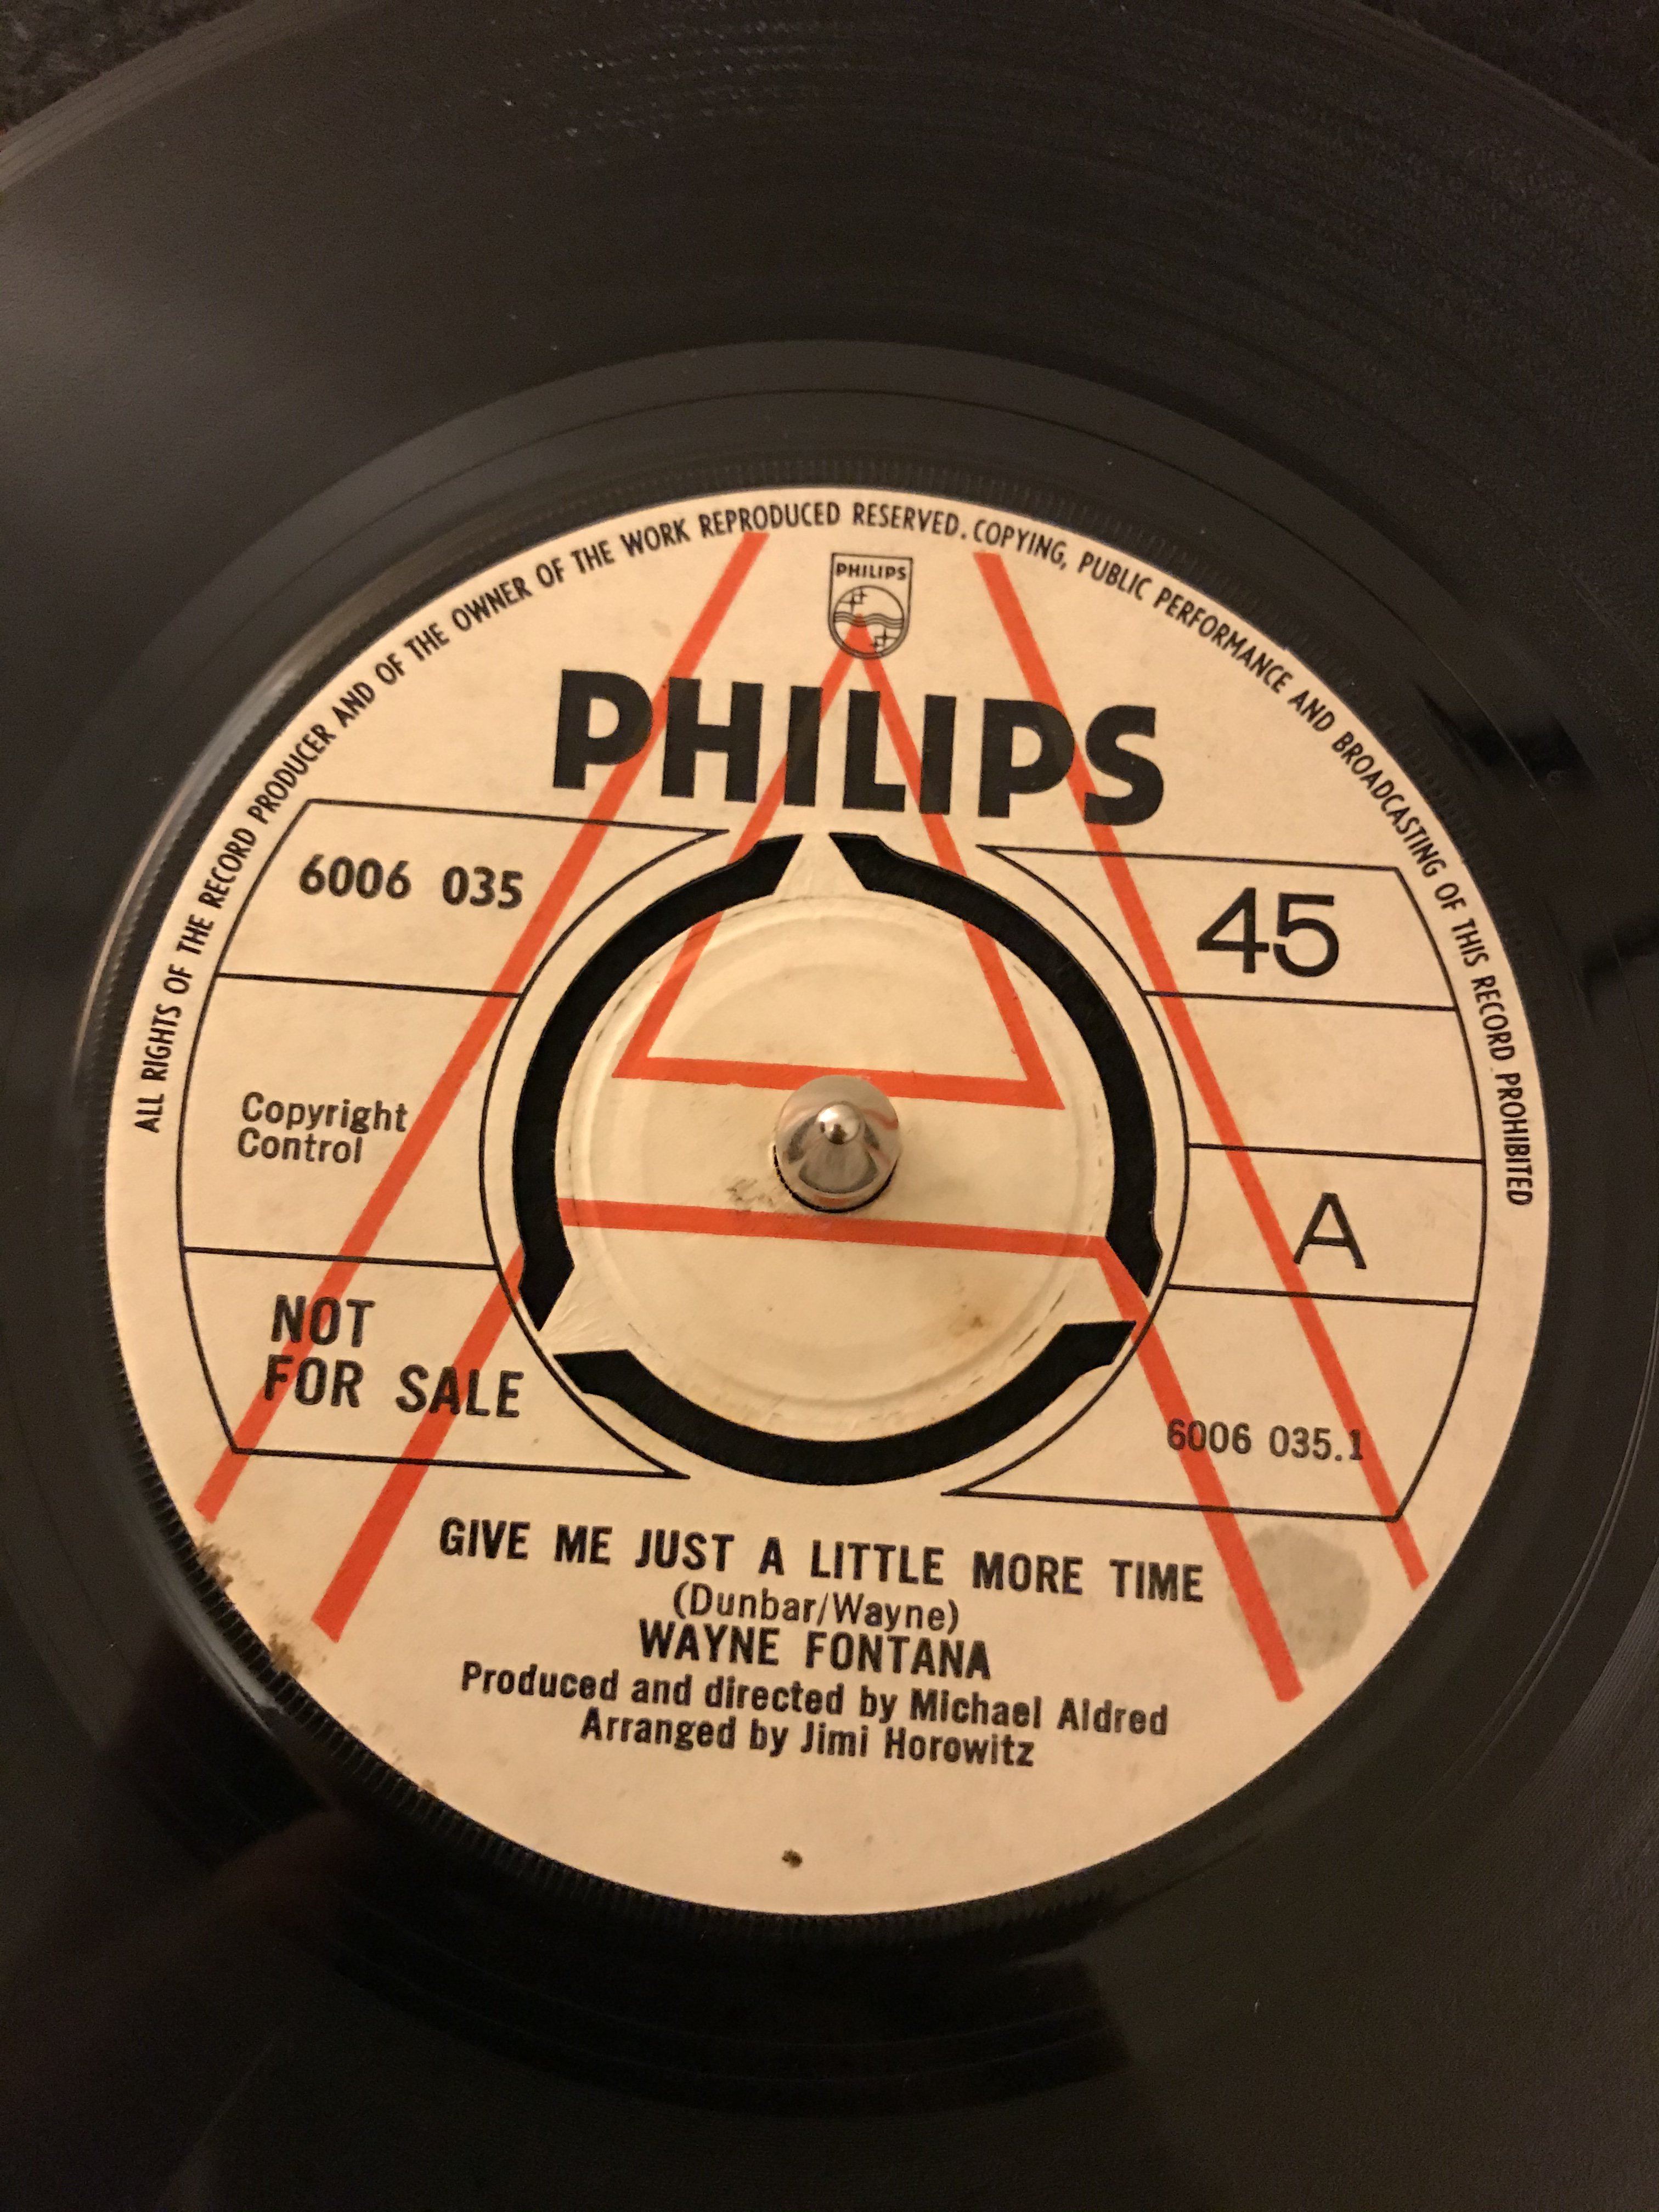 ALL RIGHTS OF THE RECORD PRODUCER AND OF THE OWNER OF THE WORK REPRODUCED RESERVED. COPYING, PUBLIC PERFORMANCE AND BROADCASTING OF THIS RECORD PROHIBITED
PHILIPS
PHILIPS
6006 035
45
Copyright
Control
A
NOT
FOR SALE
6006 035.1
GIVE ME JUST A LITTLE MORE TIME
(Dunbar/Wayne)
WAYNE FONTANA
Produced and directed by Michael Aldred
Arranged by Jimi Horowitz